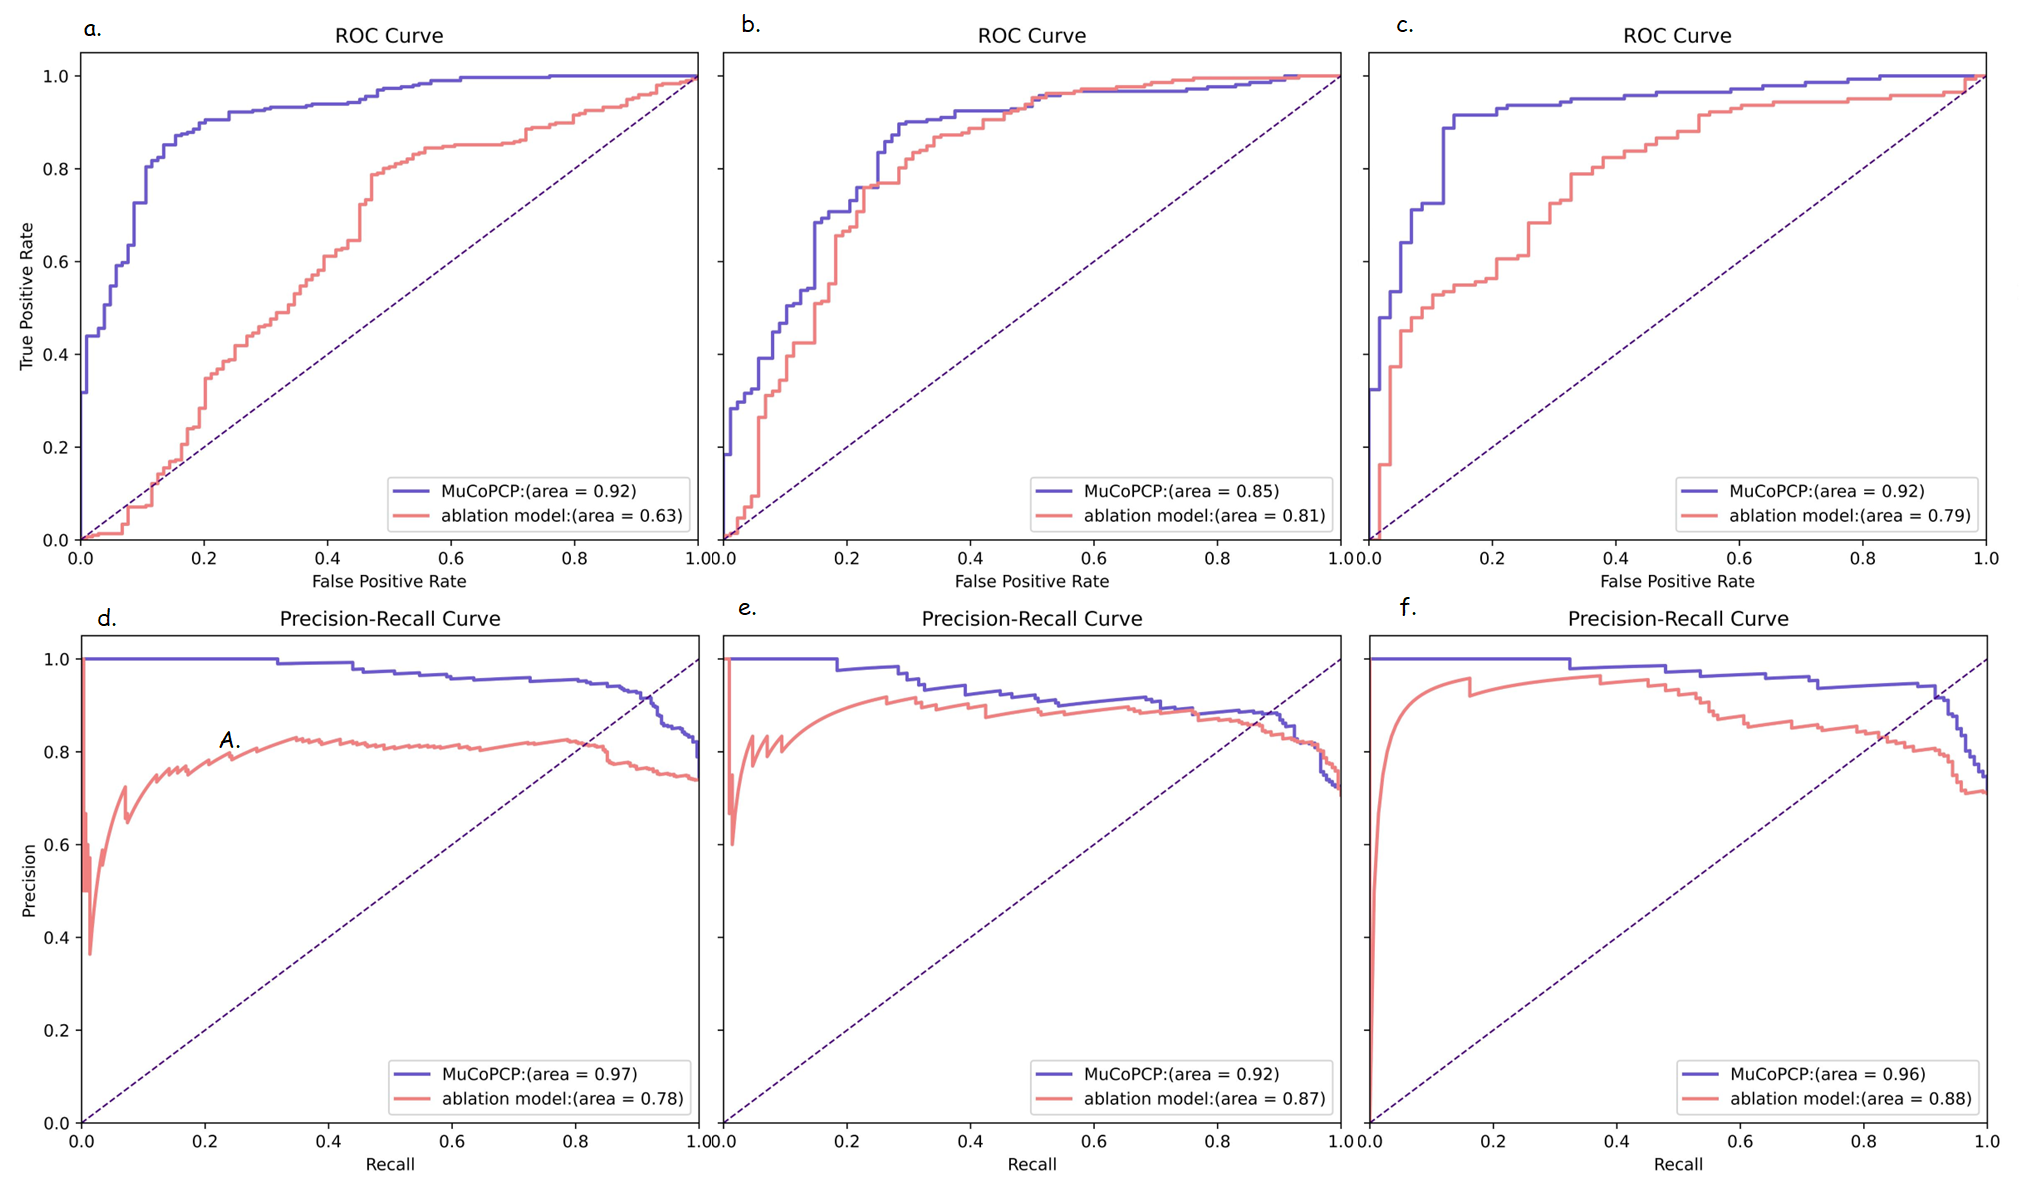 a.
ROC Curve
1.0
0.8
0.6
0.4
0.2
0.0
True Positive Rate
MuCoPCP:(area = 0.92)
ablation model:(area = 0.63)
0.0 0.2 0.4 0.6 0.8 1.0
False Positive Rate
b.
ROC Curve
MuCoPCP:(area = 0.85)
ablation model:(area = 0.81)
0.0 0.2 0.4 0.6 0.8 1.0
False Positive Rate
c.
ROC Curve
MuCoPCP:(area = 0.92)
ablation model:(area = 0.79)
0.0 0.2 0.4 0.6 0.8 1.0
False Positive Rate
d.
Precision-Recall Curve
1.0
0.8
0.6
0.4
0.2
0.0
Precision
A.
MuCoPCP:(area = 0.97)
ablation model:(area = 0.78)
0.0 0.2 0.4 0.6 0.8 1.0
Recall
e.
Precision-Recall Curve
MuCoPCP:(area = 0.92)
ablation model:(area = 0.87)
0.0 0.2 0.4 0.6 0.8 1.0
Recall
f.
Precision-Recall Curve
MuCoPCP:(area = 0.96)
ablation model:(area = 0.88)
0.0 0.2 0.4 0.6 0.8 1.0
Recall